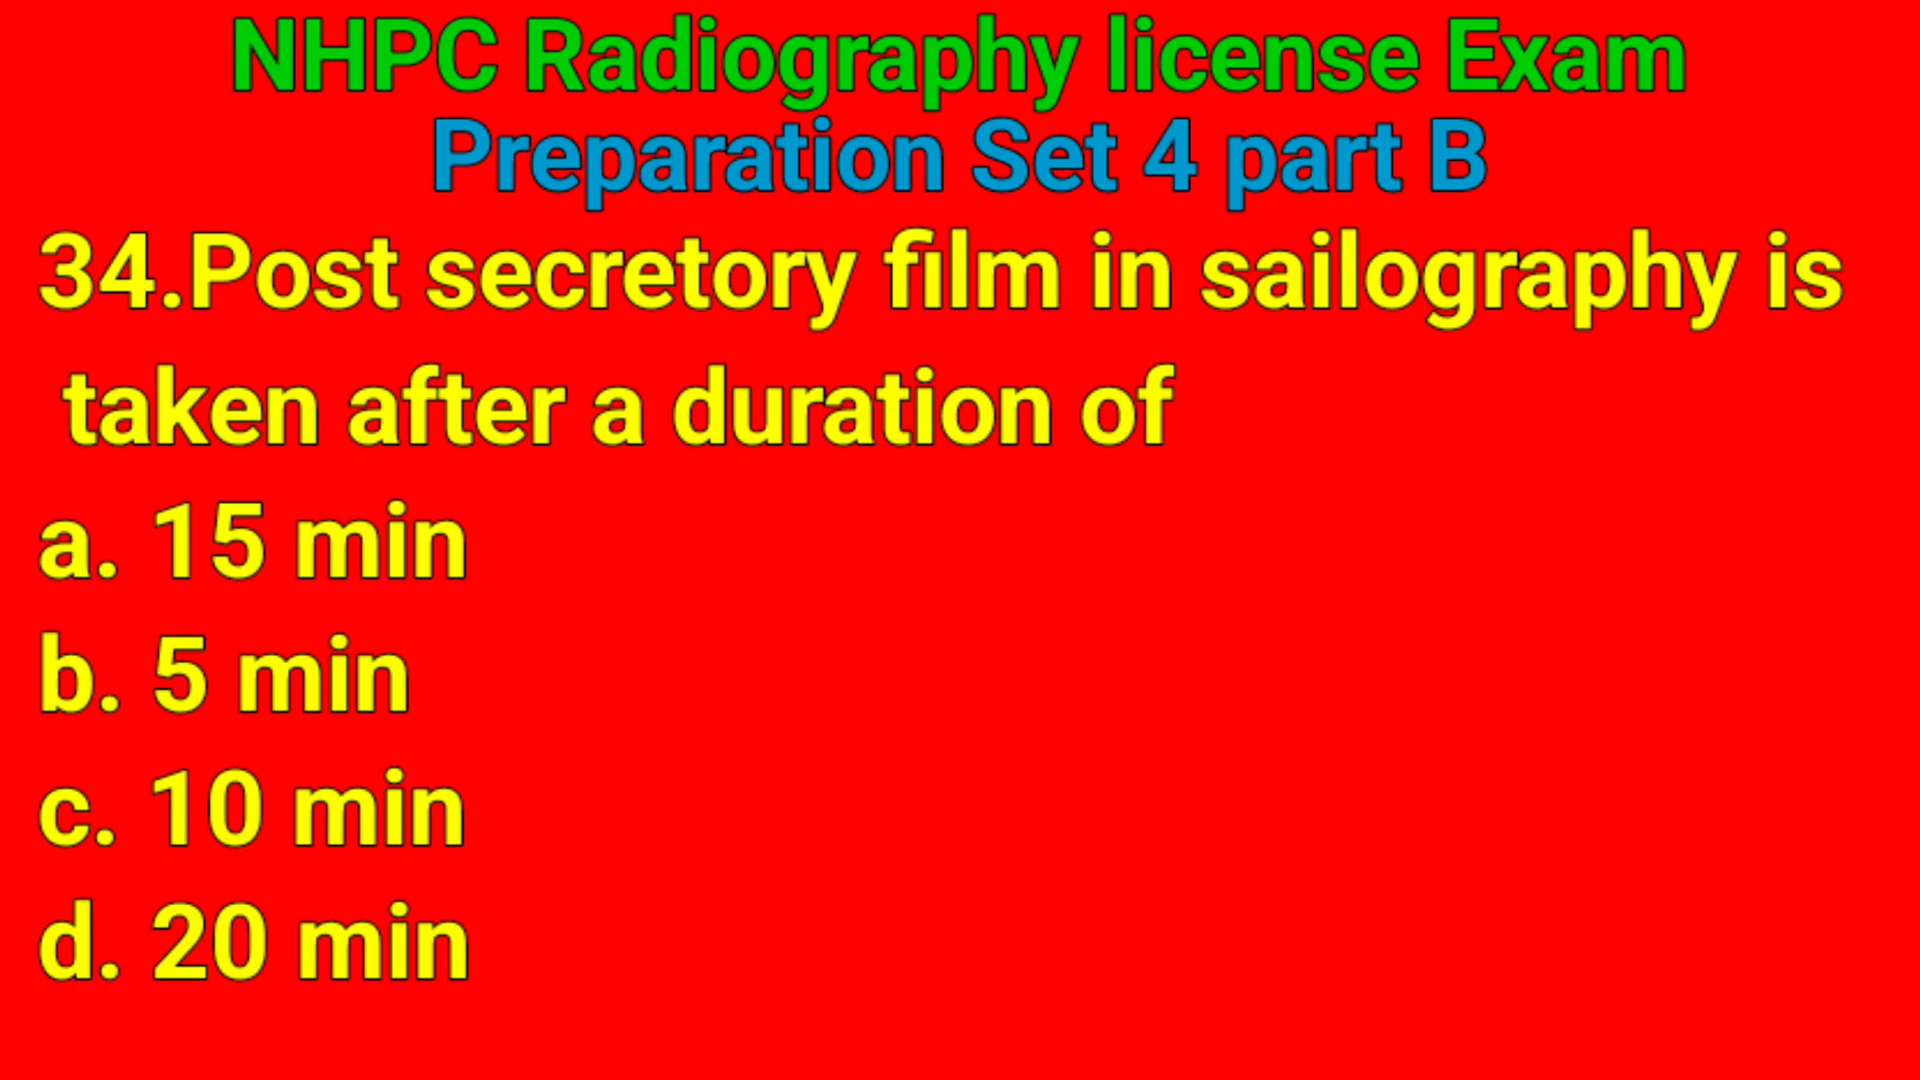 NHPC Radiography license Exam
Preparation Set 4 part B
34.Post secretory film in sailography is
taken after a duration of
a. 15 min
b. 5 min
c. 10 min
d. 20 min